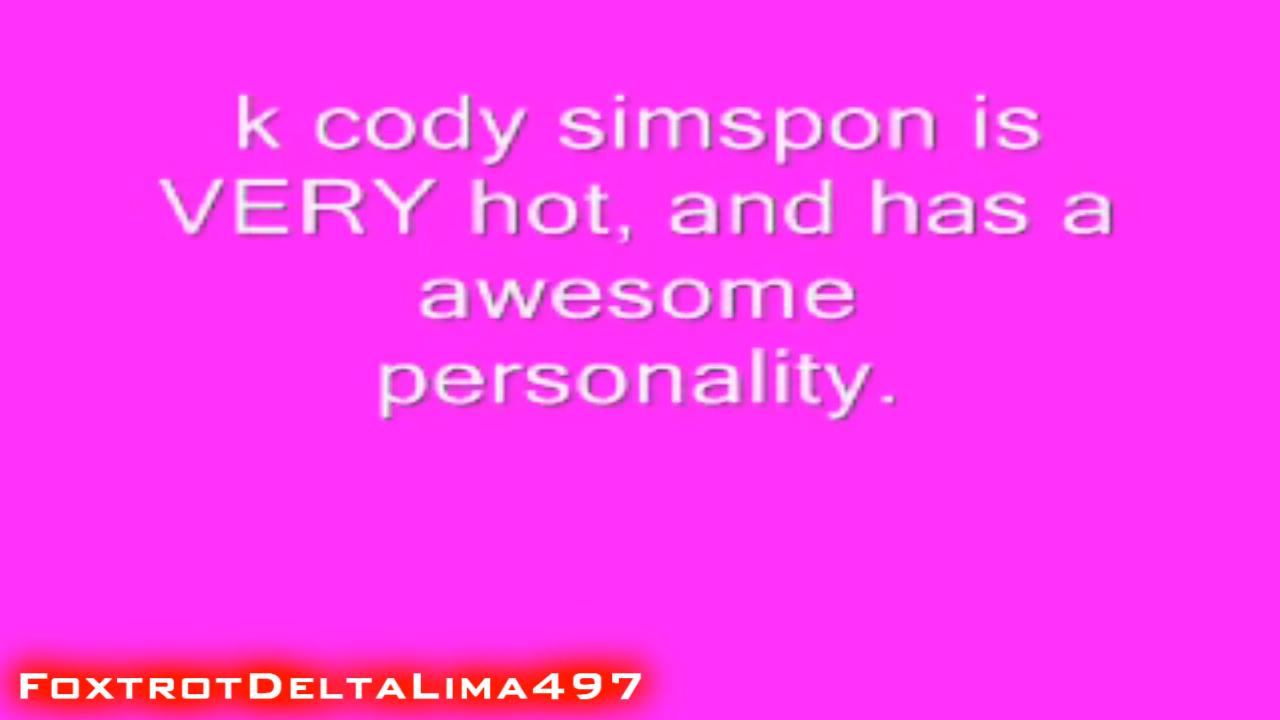 k cody simspon is
VERY hot, and has a
awesome
personality.
FoxtrotDeltaLima497